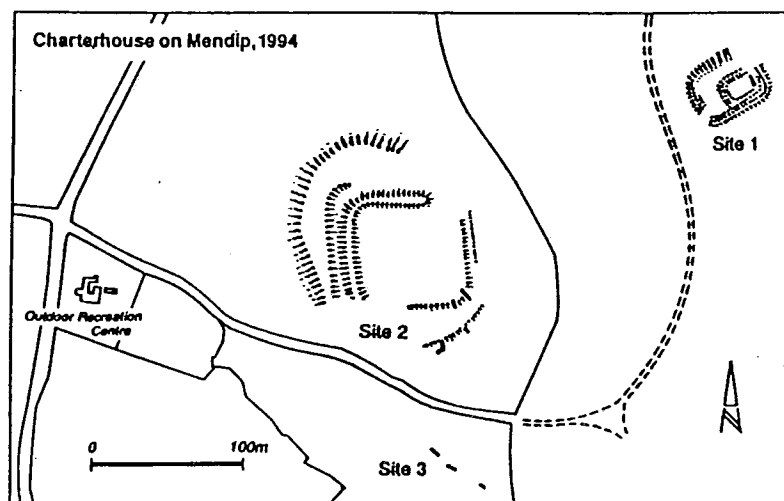 Charterhouse on Mendip, 1994
Site 1
Outdoor Recreation
Centre
Site 2
0 100m
N
Site 3